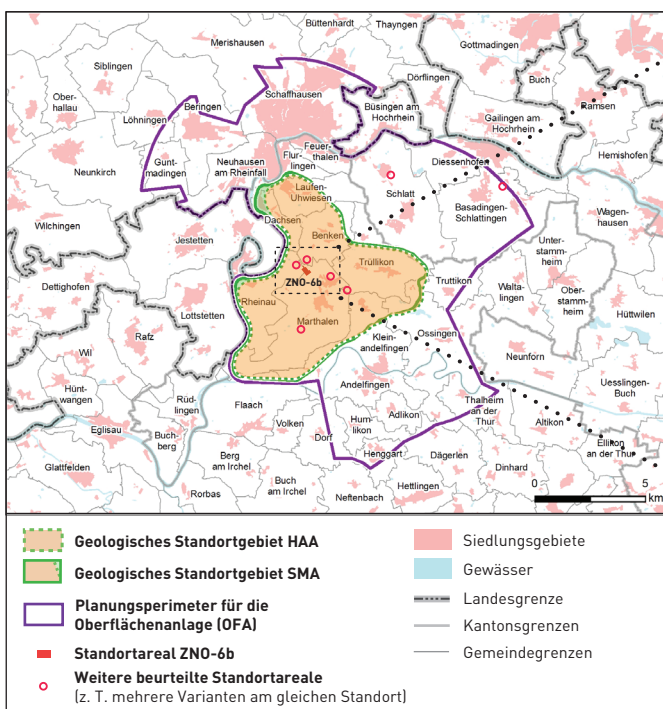 Büttenhardt
Thayngen
Merishausen
Gottmadingen
Siblingen
Dörflingen
Buch
Ober-
hallau
Schaffhausen
Beringen
Büsingen am
Hochrhein
Ramsen
Löhningen
Gailingen am
Hochrhein
Feuer-
thalen
Flur-
lingen
Gunt-
madingen
Neuhausen
am Rheinfall
Diessenhofen
Hemishofen
Neunkirch
Laufen-
Uhwiesen
Schlatt
Basadingen-
Schlattingen
Wagen-
hausen
Dachsen
Wilchingen
Jestetten
Benken
Unter-
stammheim
Trüllikon
Dettighofen
ZNO-6b
Truttikon
Walta-
lingen
Ober-
stammheim
Rheinau
Hüttwilen
Lottstetten
Marthalen
Ossingen
Rafz
Klein-
andelfingen
Wil
Neunforn
Hünt-
wangen
Andelfingen
Uesslingen-
Buch
Rüd-
lingen
Flaach
Thalheim
an der
Thur
Adlikon
Hum-
likon
Eglisau
Buch-
berg
Volken
Altikon
Dorf
Ellikon
an der Thur
Berg
am Irchel
Henggart
Dägerlen
Glattfelden
Dinhard
Buch
am Irchel
Hettlingen
Rorbas
Neftenbach
0 5
km
Geologisches Standortgebiet HAA
Geologisches Standortgebiet SMA
Planungsperimeter für die
Oberflächenanlage (OFA)
Standortareal ZNO-6b
Weitere beurteilte Standortareale
(z. T. mehrere Varianten am gleichen Standort)
Siedlungsgebiete
Gewässer
Landesgrenze
Kantonsgrenzen
Gemeindegrenzen